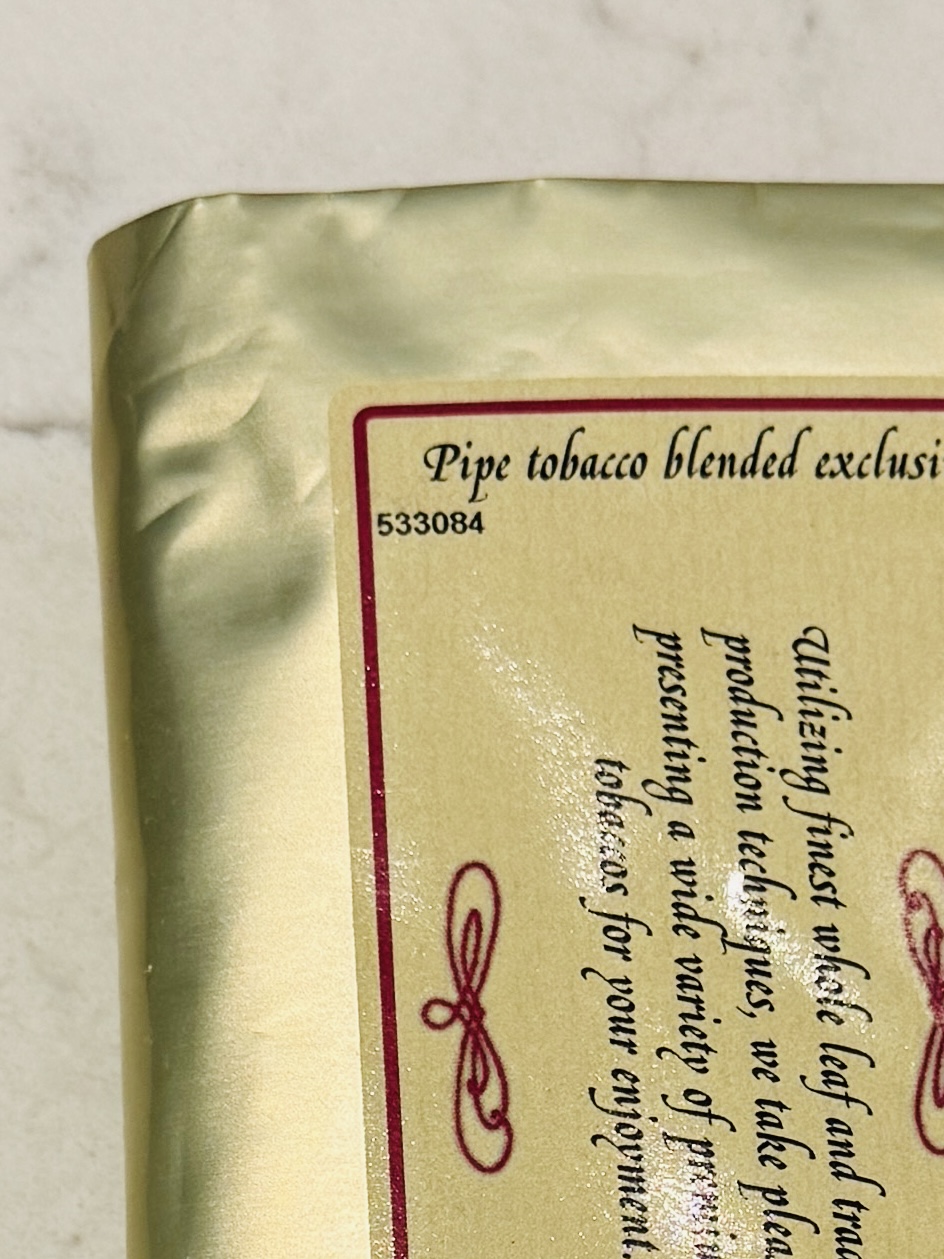 Pipe tobacco blended exclusi
533084
Utilizing finest whole leaf and tra
production techniques, we take plea
presenting a wide variety of premi
tobaccos for your enjoyment.